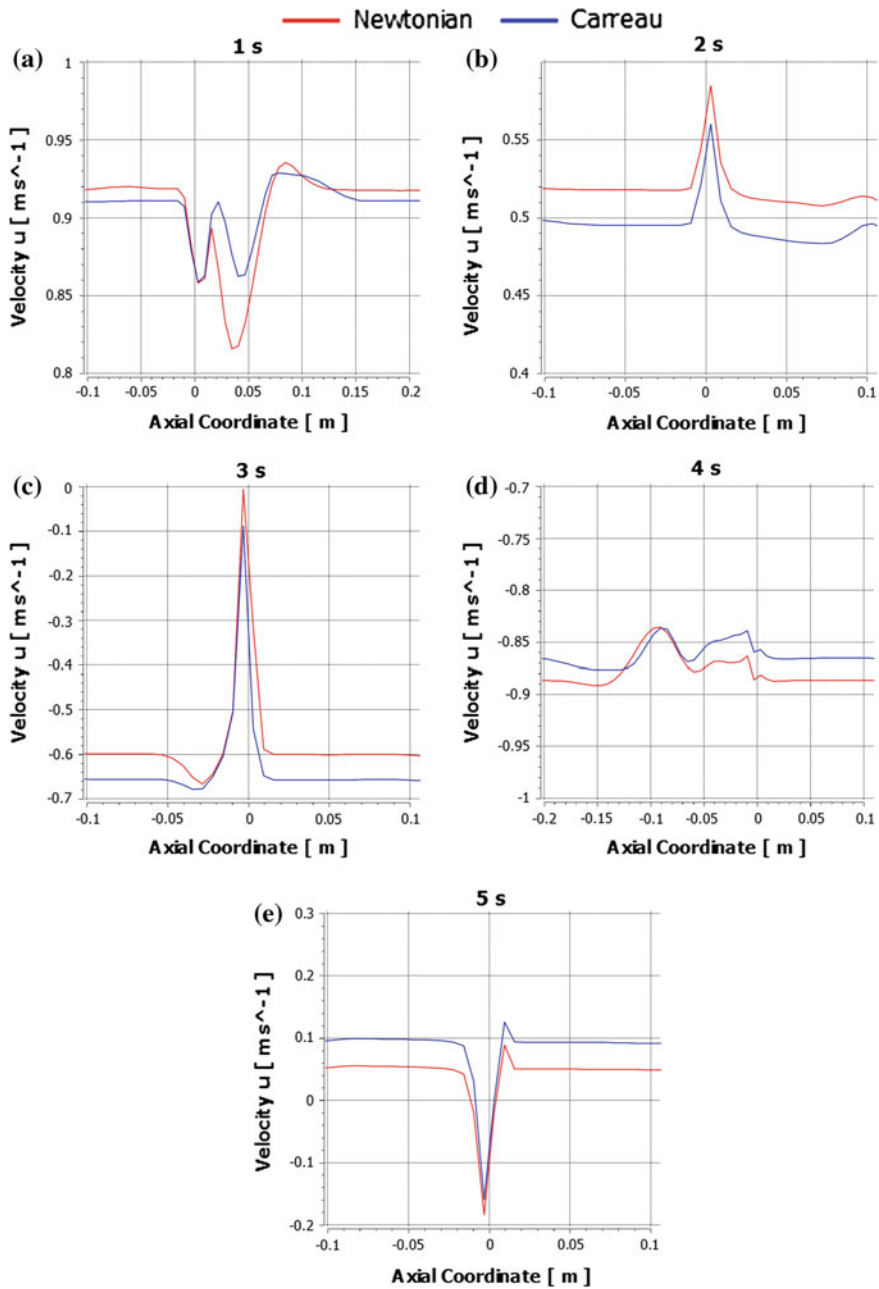 Newtonian Carreau
(a) 1 s
1
0.95
0.9
0.85
0.8
Velocity u [ m s^-1 ]
-0.1 -0.05 0 0.05 0.1 0.15 0.2
Axial Coordinate [ m ]
(b) 2 s
0.55
0.5
0.45
0.4
Velocity u [ m s^-1 ]
-0.1 -0.05 0 0.05 0.1
Axial Coordinate [ m ]
(c) 3 s
0
-0.1
-0.2
-0.3
-0.4
-0.5
-0.6
-0.7
Velocity u [ m s^-1 ]
-0.1 -0.05 0 0.05 0.1
Axial Coordinate [ m ]
(d) 4 s
-0.7
-0.75
-0.8
-0.85
-0.9
-0.95
-1
Velocity u [ m s^-1 ]
-0.2 -0.15 -0.1 -0.05 0 0.05 0.1
Axial Coordinate [ m ]
(e) 5 s
0.3
0.2
0.1
0
-0.1
-0.2
Velocity u [ m s^-1 ]
-0.1 -0.05 0 0.05 0.1
Axial Coordinate [ m ]